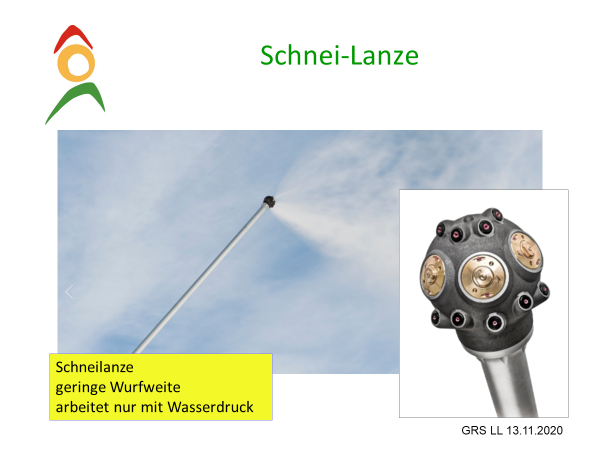 Schnei-Lanze
Schneilanze
geringe Wurfweite
arbeitet nur mit Wasserdruck
GRS LL 13.11.2020